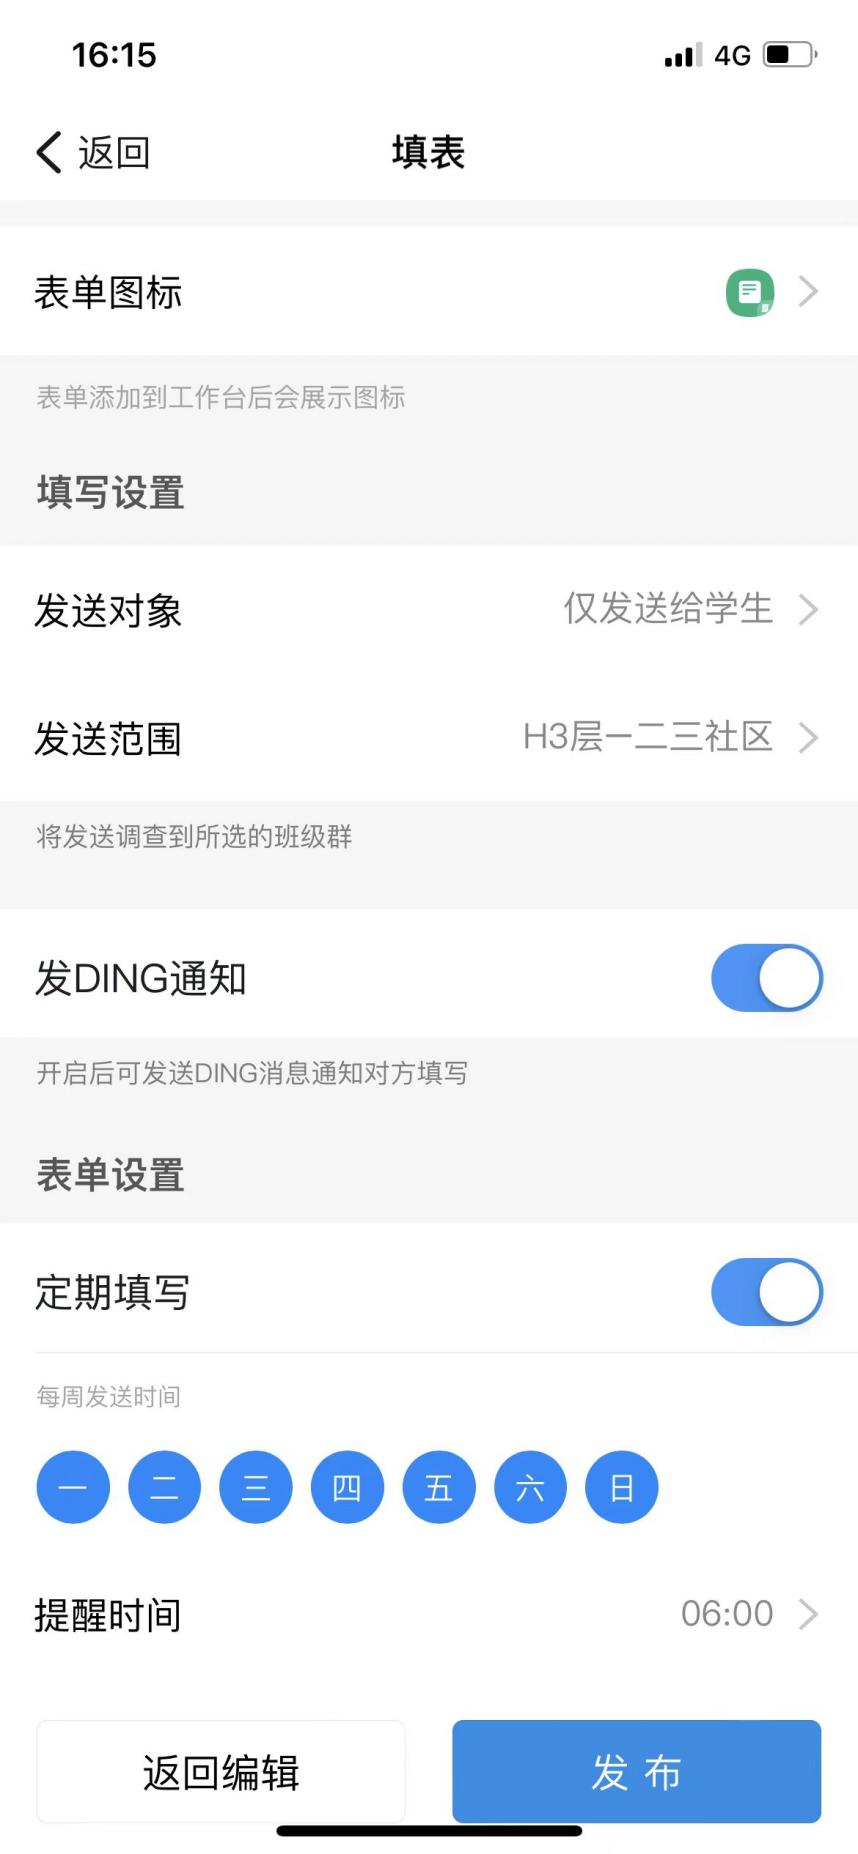 16:15 4G
返回 填表
表单图标
表单添加到工作台后会展示图标
填写设置
发送对象 仅发送给学生
发送范围 H3层一二三社区
将发送调查到所选的班级群
发DING通知
开启后可发送DING消息通知对方填写
表单设置
定期填写
每周发送时间
一 二 三 四 五 六 日
提醒时间 06:00
返回编辑 发布